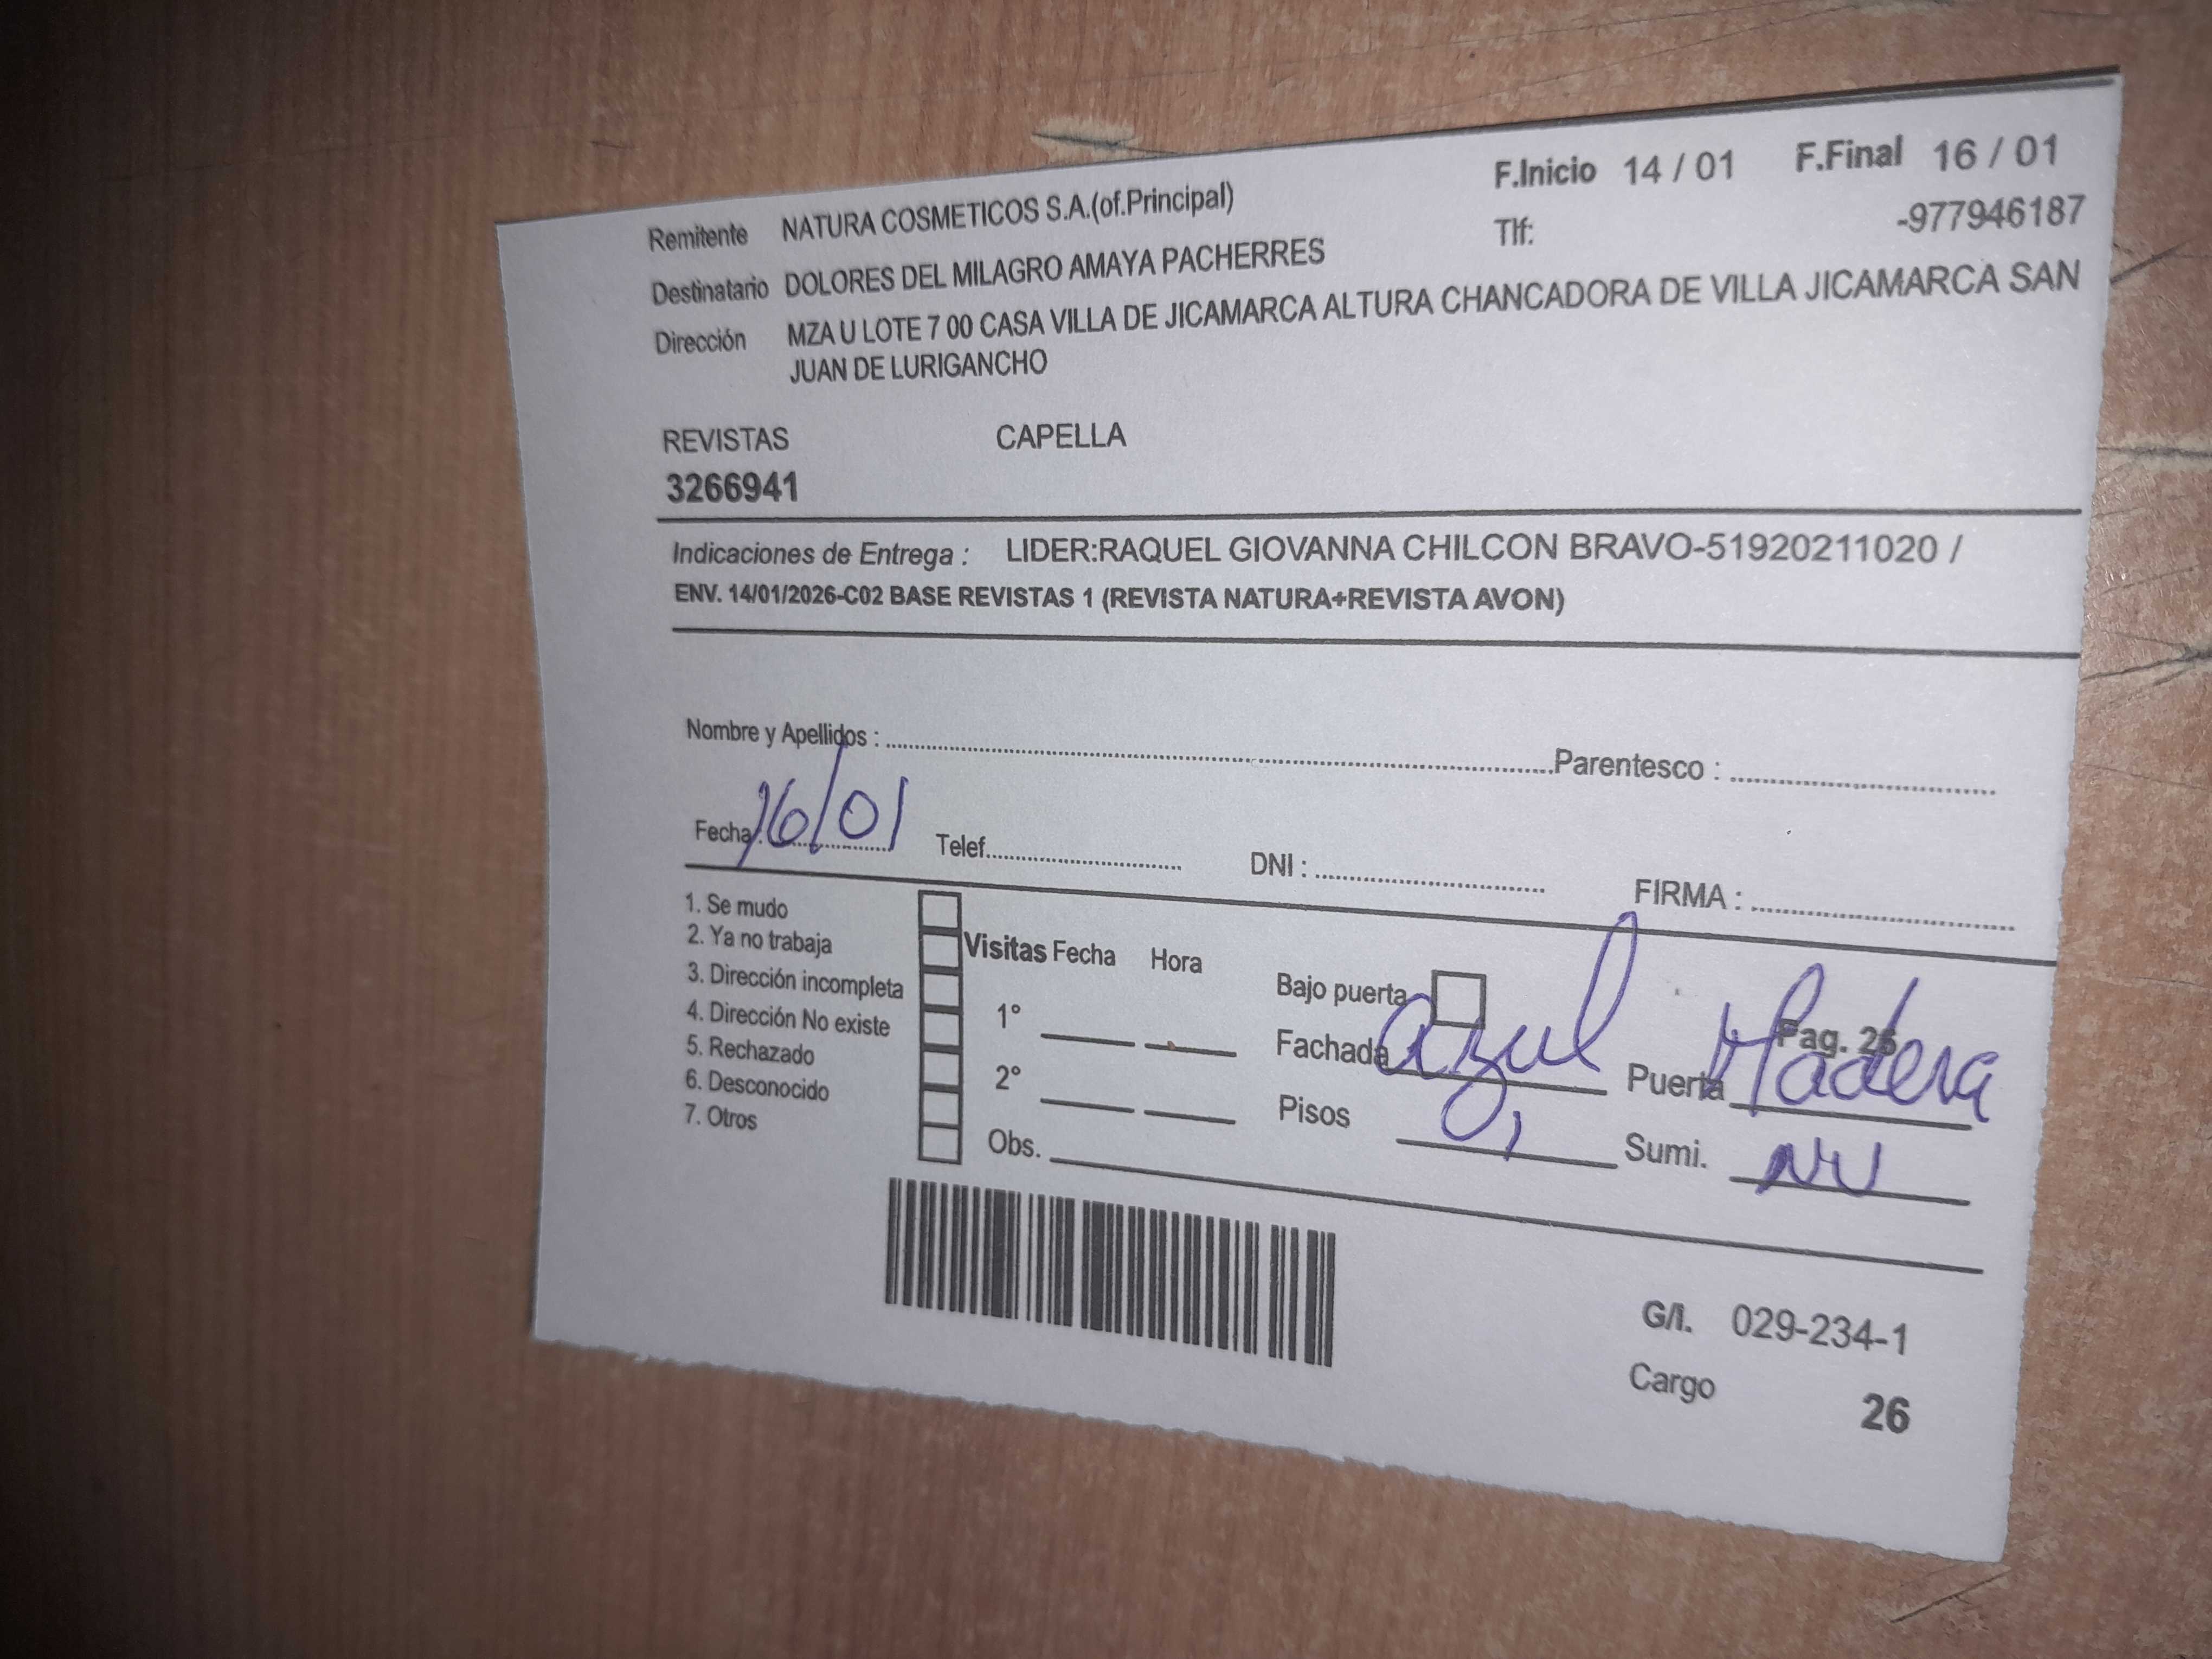 Remitente NATURA COSMETICOS S.A.(of.Principal) F.Inicio 14 / 01 F.Final 16 / 01
Destinatario DOLORES DEL MILAGRO AMAYA PACHERRES Tlf: -977946187
Dirección MZA U LOTE 7 00 CASA VILLA DE JICAMARCA ALTURA CHANCADORA DE VILLA JICAMARCA SAN
JUAN DE LURIGANCHO
REVISTAS CAPELLA
3266941
Indicaciones de Entrega : LIDER:RAQUEL GIOVANNA CHILCON BRAVO-51920211020 /
ENV. 14/01/2026-C02 BASE REVISTAS 1 (REVISTA NATURA+REVISTA AVON)
Nombre y Apellidos : Parentesco :
Fecha: 16/01 Telef. DNI : FIRMA :
1. Se mudo
2. Ya no trabaja
3. Dirección incompleta
4. Dirección No existe
5. Rechazado
6. Desconocido
7. Otros
Visitas Fecha Hora
1°
2°
Obs.
Bajo puerta
Pag. 26
Fachada azul Puerta Madera
Pisos Sumi.
G/I. 029-234-1
Cargo 26